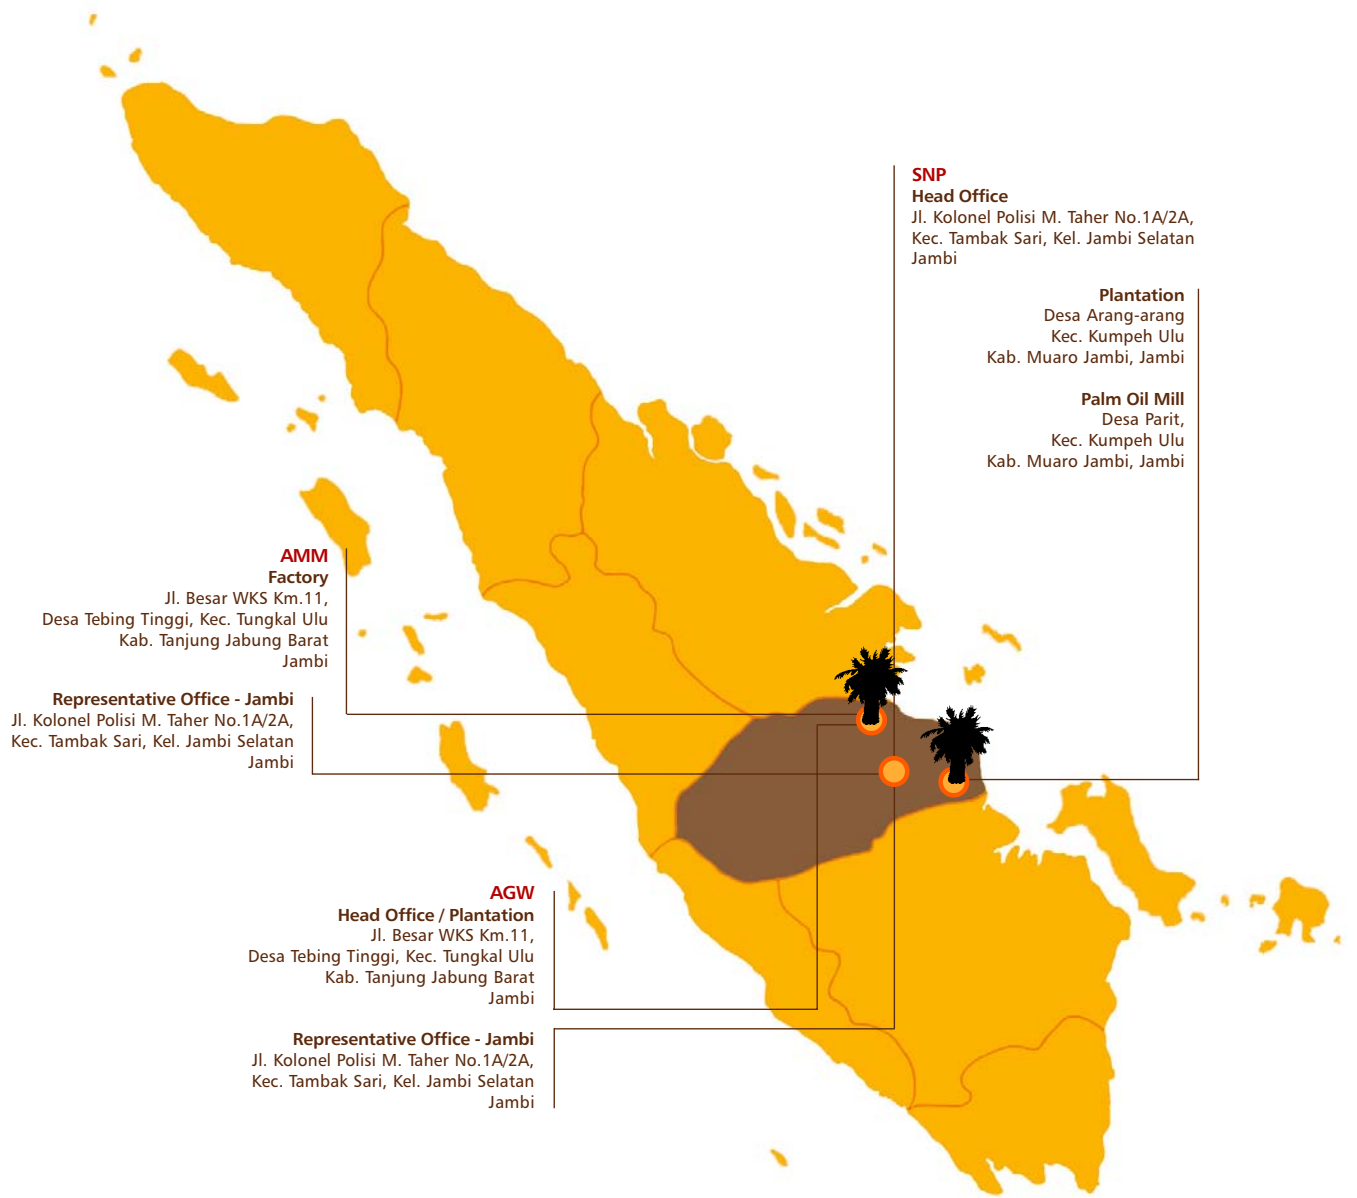 SNP
Head Office
Jl. Kolonel Polisi M. Taher No.1A/2A,
Kec. Tambak Sari, Kel. Jambi Selatan
Jambi
Plantation
Desa Arang-arang
Kec. Kumpeh Ulu
Kab. Muaro Jambi, Jambi
Palm Oil Mill
Desa Parit,
Kec. Kumpeh Ulu
Kab. Muaro Jambi, Jambi
AMM
Factory
Jl. Besar WKS Km.11,
Desa Tebing Tinggi, Kec. Tungkal Ulu
Kab. Tanjung Jabung Barat
Jambi
Representative Office - Jambi
Jl. Kolonel Polisi M. Taher No.1A/2A,
Kec. Tambak Sari, Kel. Jambi Selatan
Jambi
AGW
Head Office / Plantation
Jl. Besar WKS Km.11,
Desa Tebing Tinggi, Kec. Tungkal Ulu
Kab. Tanjung Jabung Barat
Jambi
Representative Office - Jambi
Jl. Kolonel Polisi M. Taher No.1A/2A,
Kec. Tambak Sari, Kel. Jambi Selatan
Jambi